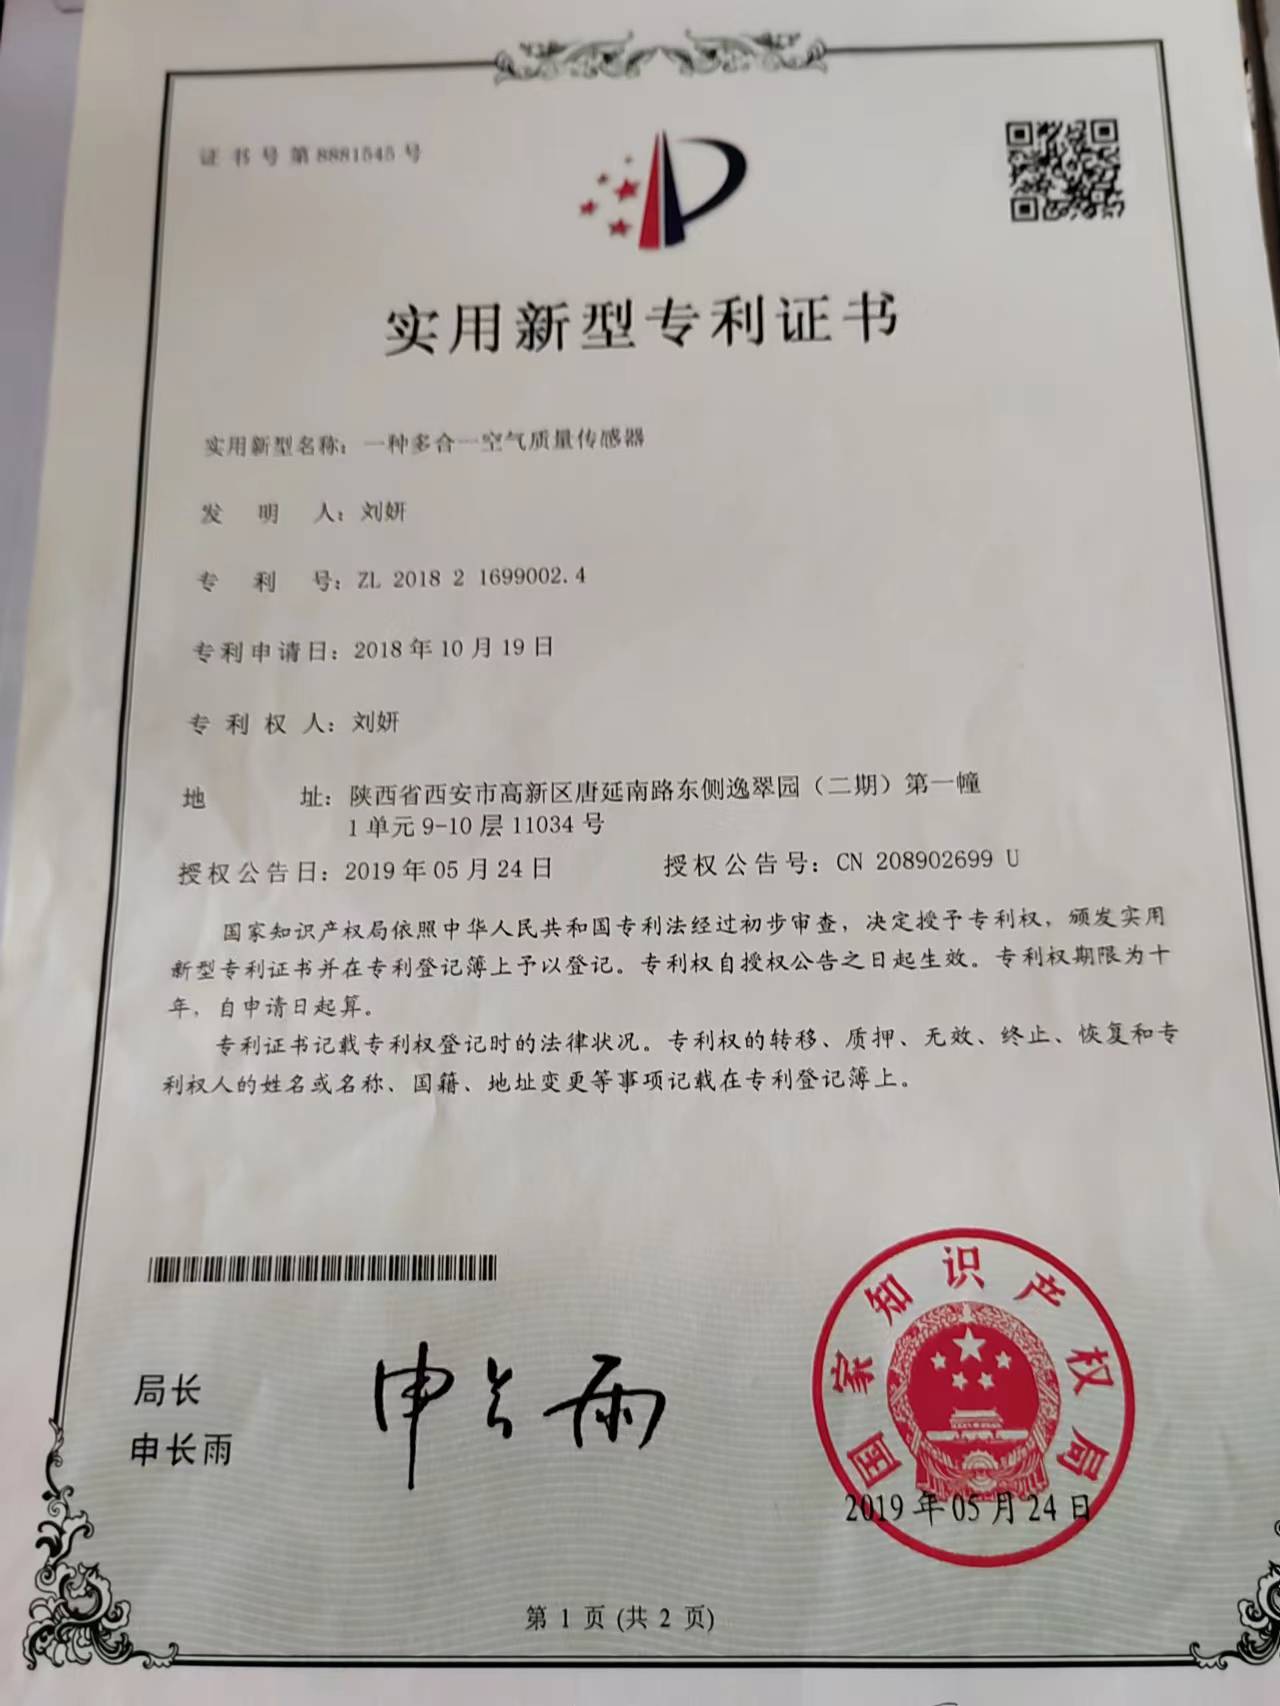 证书号第8881545号
实用新型专利证书
实用新型名称：一种多合一空气质量传感器
发明人：刘妍
专利号：ZL 2018 2 1699002.4
专利申请日：2018年10月19日
专利权人：刘妍
地址：陕西省西安市高新区唐延南路东侧逸翠园（二期）第一幢
1单元9-10层11034号
授权公告日：2019年05月24日 授权公告号：CN 208902699 U
国家知识产权局依照中华人民共和国专利法经过初步审查，决定授予专利权，颁发实用
新型专利证书并在专利登记簿上予以登记。专利权自授权公告之日起生效。专利权期限为十
年，自申请日起算。
专利证书记载专利权登记时的法律状况。专利权的转移、质押、无效、终止、恢复和专
利权人的姓名或名称、国籍、地址变更等事项记载在专利登记簿上。
局长
申长雨
申长雨
国家知识产权局
2019年05月24日
第 1 页 (共 2 页)